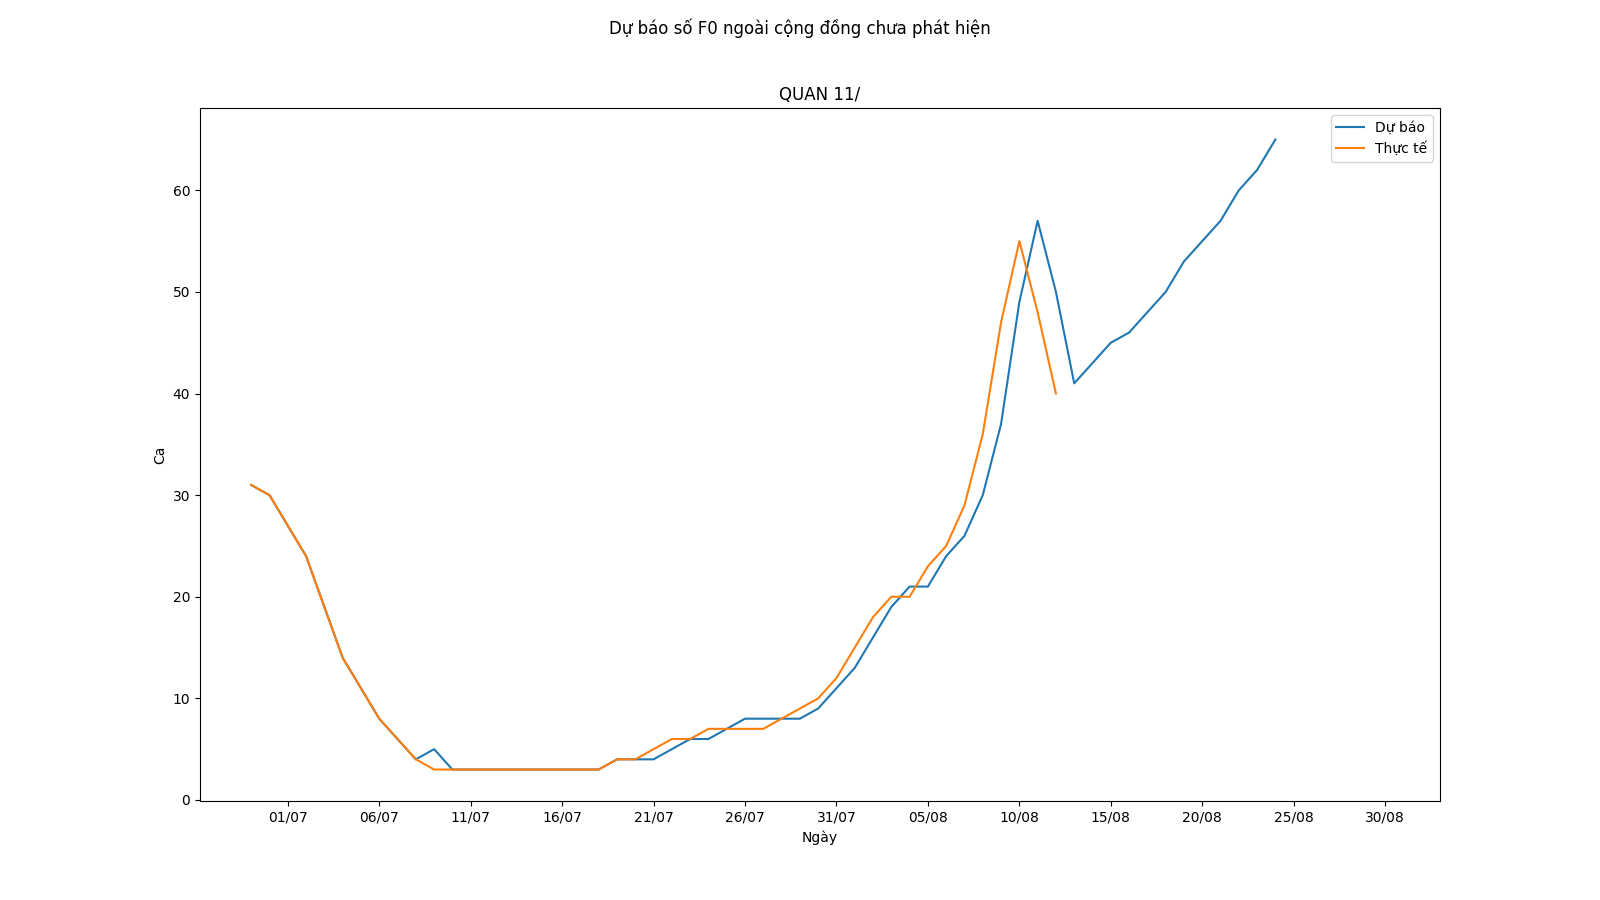 Dự báo số F0 ngoài cộng đồng chưa phát hiện
QUAN 11/
Dự báo
Thực tế
60
50
40
30
20
10
0
Ca
01/07 06/07 11/07 16/07 21/07 26/07 31/07 05/08 10/08 15/08 20/08 25/08 30/08
Ngày